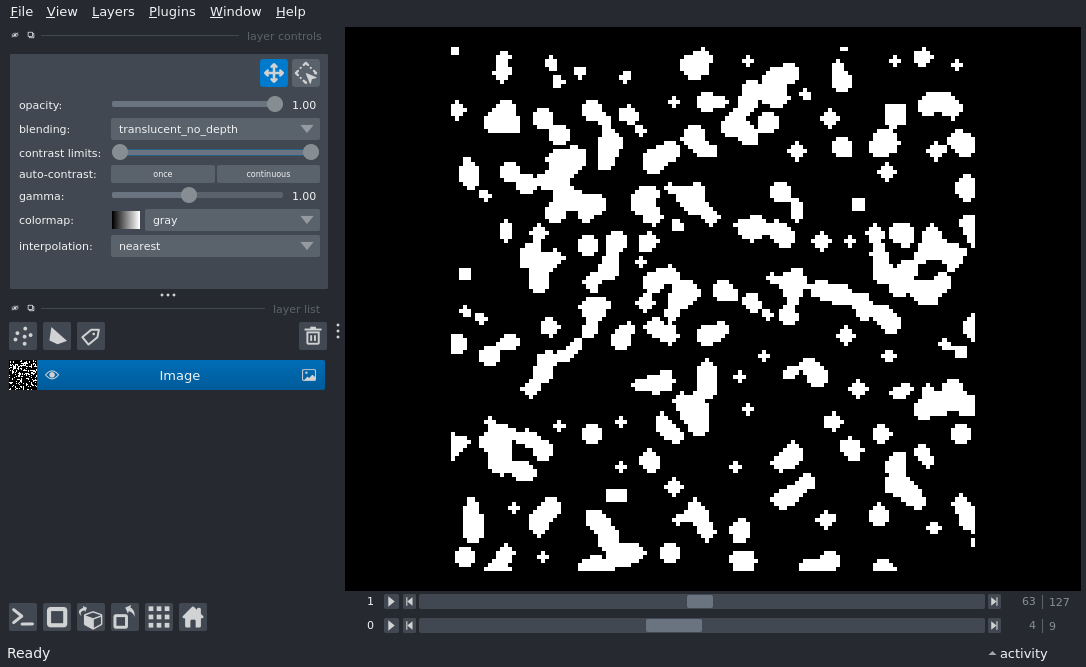 File View Layers Plugins Window Help
layer controls
opacity: 1.00
blending: translucent_no_depth
contrast limits:
auto-contrast: once continuous
gamma: 1.00
colormap: gray
interpolation: nearest
layer list
Image
1 63 127
0 4 9
Ready activity